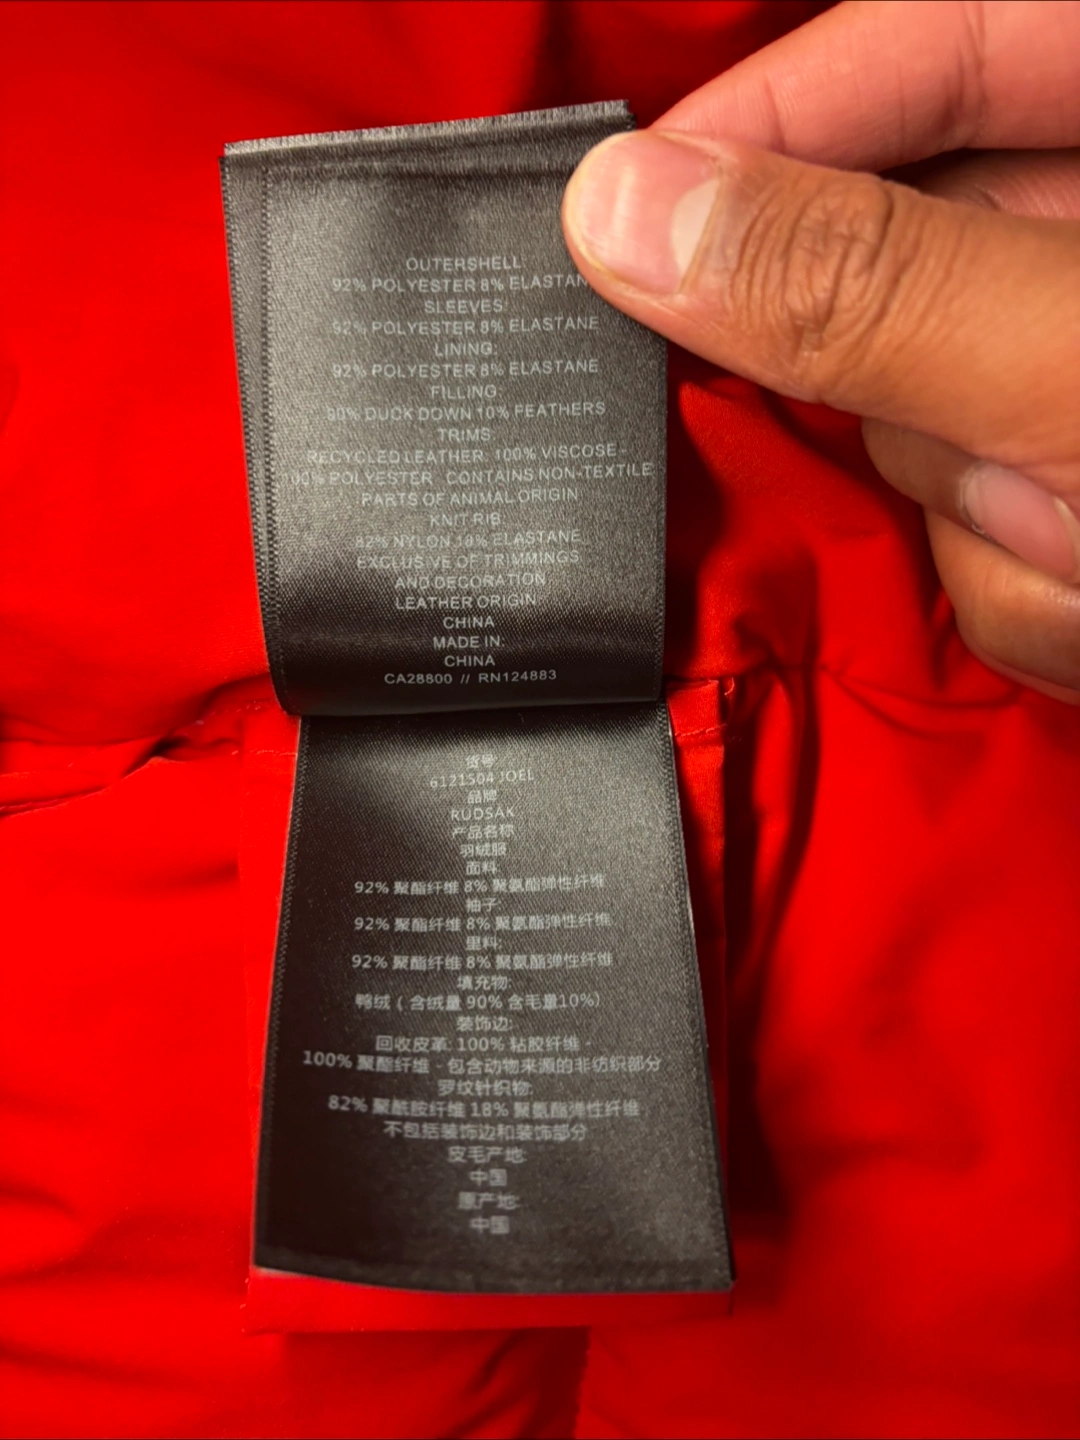 OUTERSHELL:
92% POLYESTER 8% ELASTAN
SLEEVES:
92% POLYESTER 8% ELASTANE
LINING:
92% POLYESTER 8% ELASTANE
FILLING:
90% DUCK DOWN 10% FEATHERS
TRIMS:
RECYCLED LEATHER: 100% VISCOSE -
100% POLYESTER - CONTAINS NON-TEXTILE
PARTS OF ANIMAL ORIGIN
KNIT RIB:
82% NYLON 18% ELASTANE
EXCLUSIVE OF TRIMMINGS
AND DECORATION
LEATHER ORIGIN:
CHINA
MADE IN:
CHINA
CA28800 // RN124883
货号
6121504 JOEL
品牌
RUDSAK
产品名称
羽绒服
面料
92% 聚酯纤维 8% 聚氨酯弹性纤维
袖子:
92% 聚酯纤维 8% 聚氨酯弹性纤维
里料:
92% 聚酯纤维 8% 聚氨酯弹性纤维
填充物:
鸭绒 ( 含绒量 90% 含毛量10%)
装饰边:
回收皮革: 100% 粘胶纤维 -
100% 聚酯纤维 - 包含动物来源的非纺织部分
罗纹针织物:
82% 聚酰胺纤维 18% 聚氨酯弹性纤维
不包括装饰边和装饰部分
皮毛产地:
中国
原产地:
中国